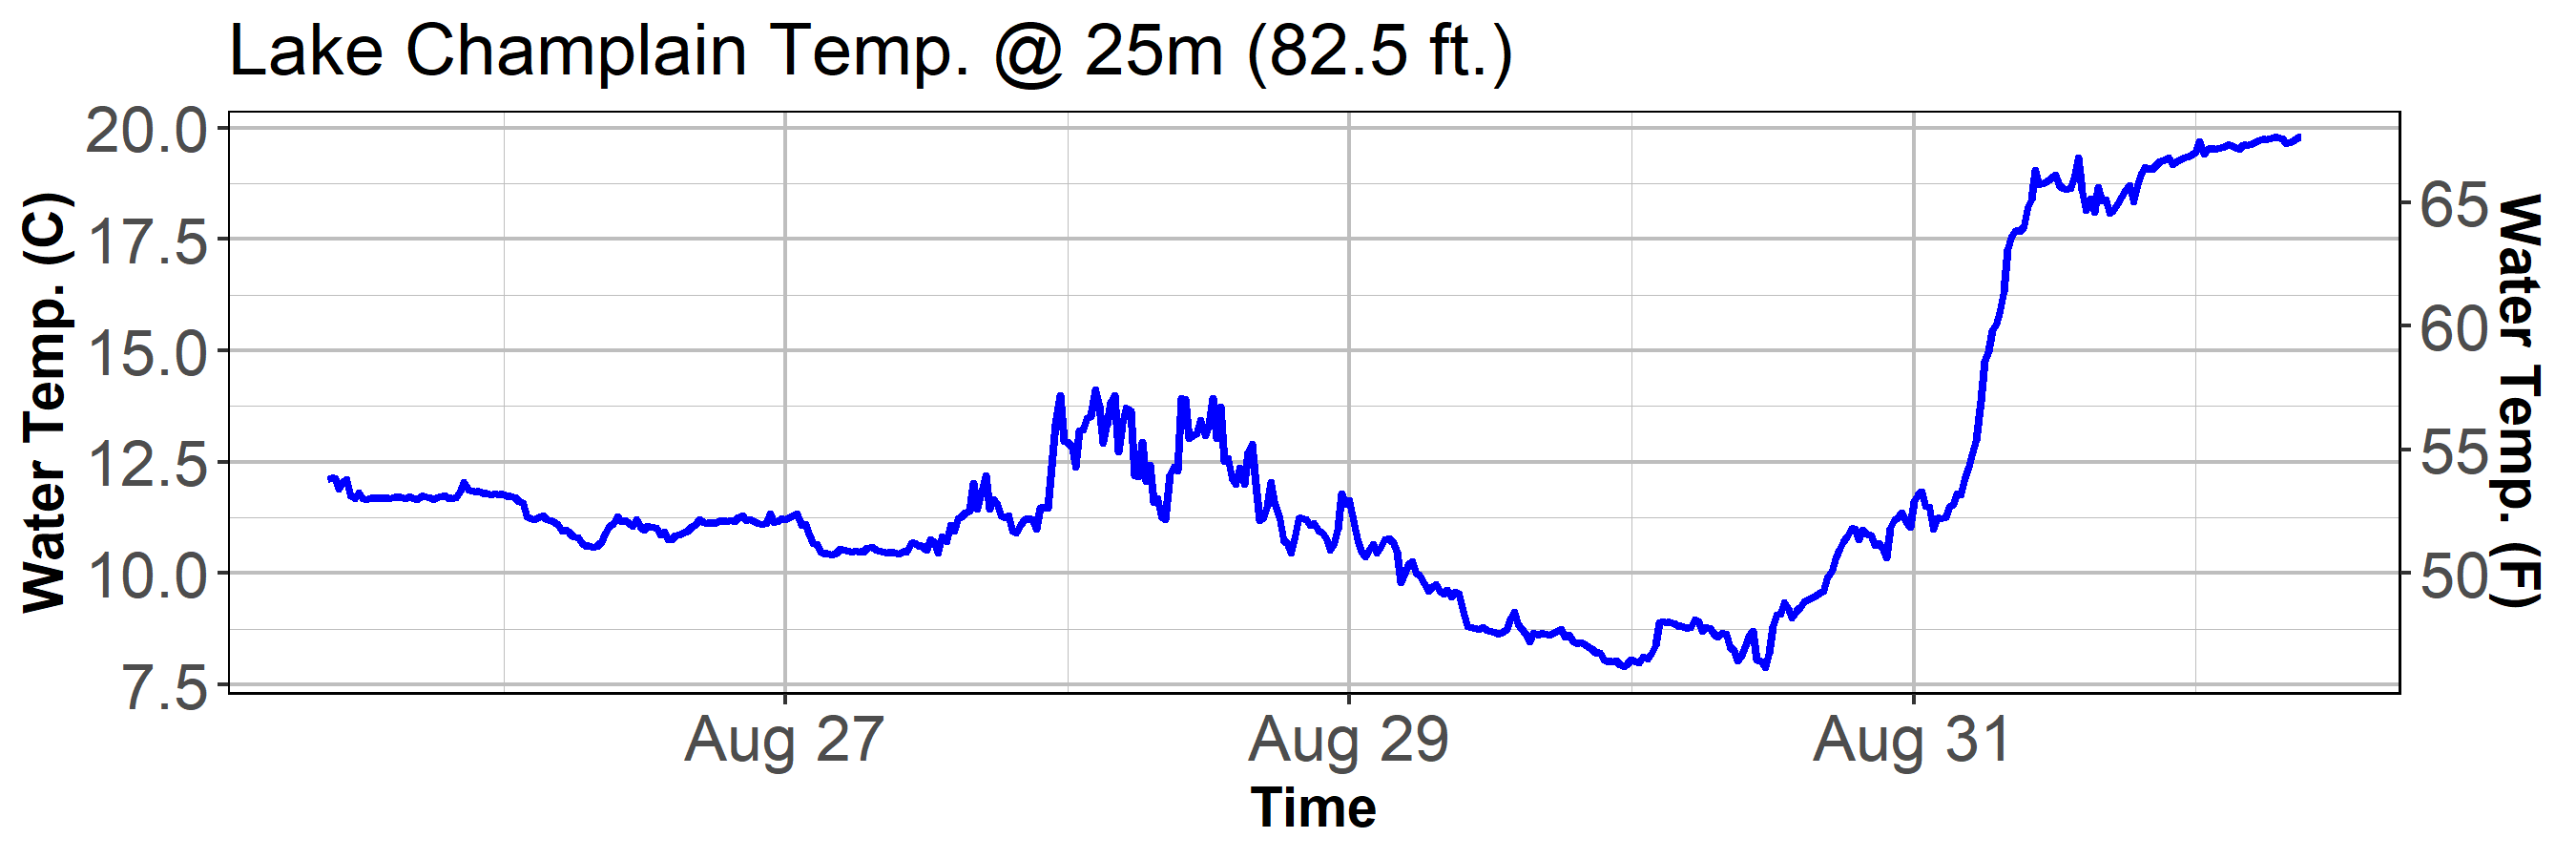 Lake Champlain Temp. @ 25m (82.5 ft.)
Water Temp. (C)
20.0
17.5
15.0
12.5
10.0
7.5
65
60
55
50
Water Temp. (F)
Aug 27 Aug 29 Aug 31
Time